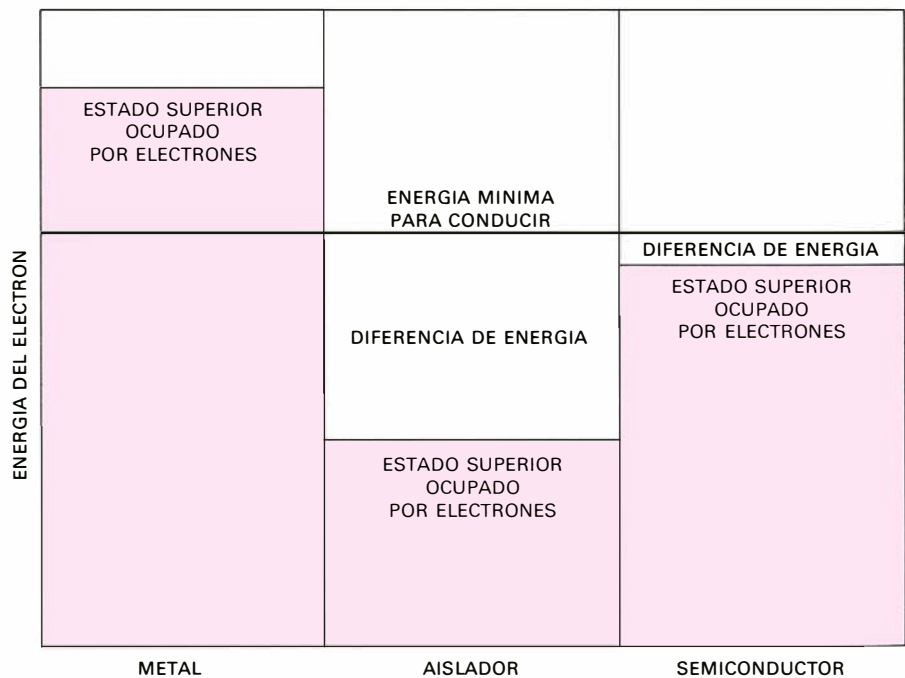 ESTADO SUPERIOR
OCUPADO
POR ELECTRONES
ENERGIA MINIMA
PARA CONDUCIR
DIFERENCIA DE ENERGIA
ESTADO SUPERIOR
OCUPADO
POR ELECTRONES
DIFERENCIA DE ENERGIA
ESTADO SUPERIOR
OCUPADO
POR ELECTRONES
ENERGIA DEL ELECTRON
METAL
AISLADOR
SEMICONDUCTOR